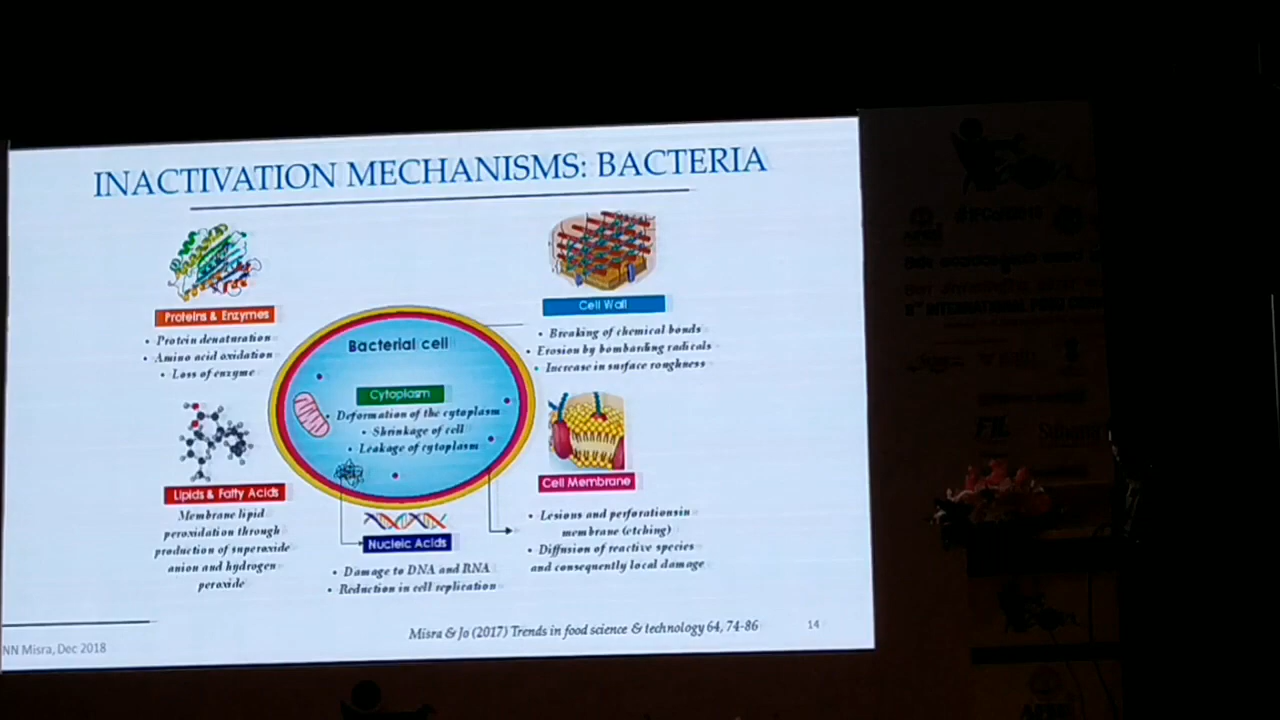 INACTIVATION MECHANISMS: BACTERIA
Proteins & Enzymes
• Protein denaturation
• Amino acid oxidation
• Loss of enzyme
Lipids & Fatty Acids
Membrane lipid
peroxidation through
production of superoxide
anion and hydrogen
peroxide
Bacterial cell
Cytoplasm
• Deformation of the cytoplasm
• Shrinkage of cell
• Leakage of cytoplasm
Nucleic Acids
• Damage to DNA and RNA
• Reduction in cell replication
Cell Wall
• Breaking of chemical bonds
• Erosion by bombarding radicals
• Increase in surface roughness
Cell Membrane
• Lesions and perforationsin
membrane (etching)
• Diffusion of reactive species
and consequently local damage
Misra & Jo (2017) Trends in food science & technology 64, 74-86
14
NN Misra, Dec 2018
INTERNATIONAL